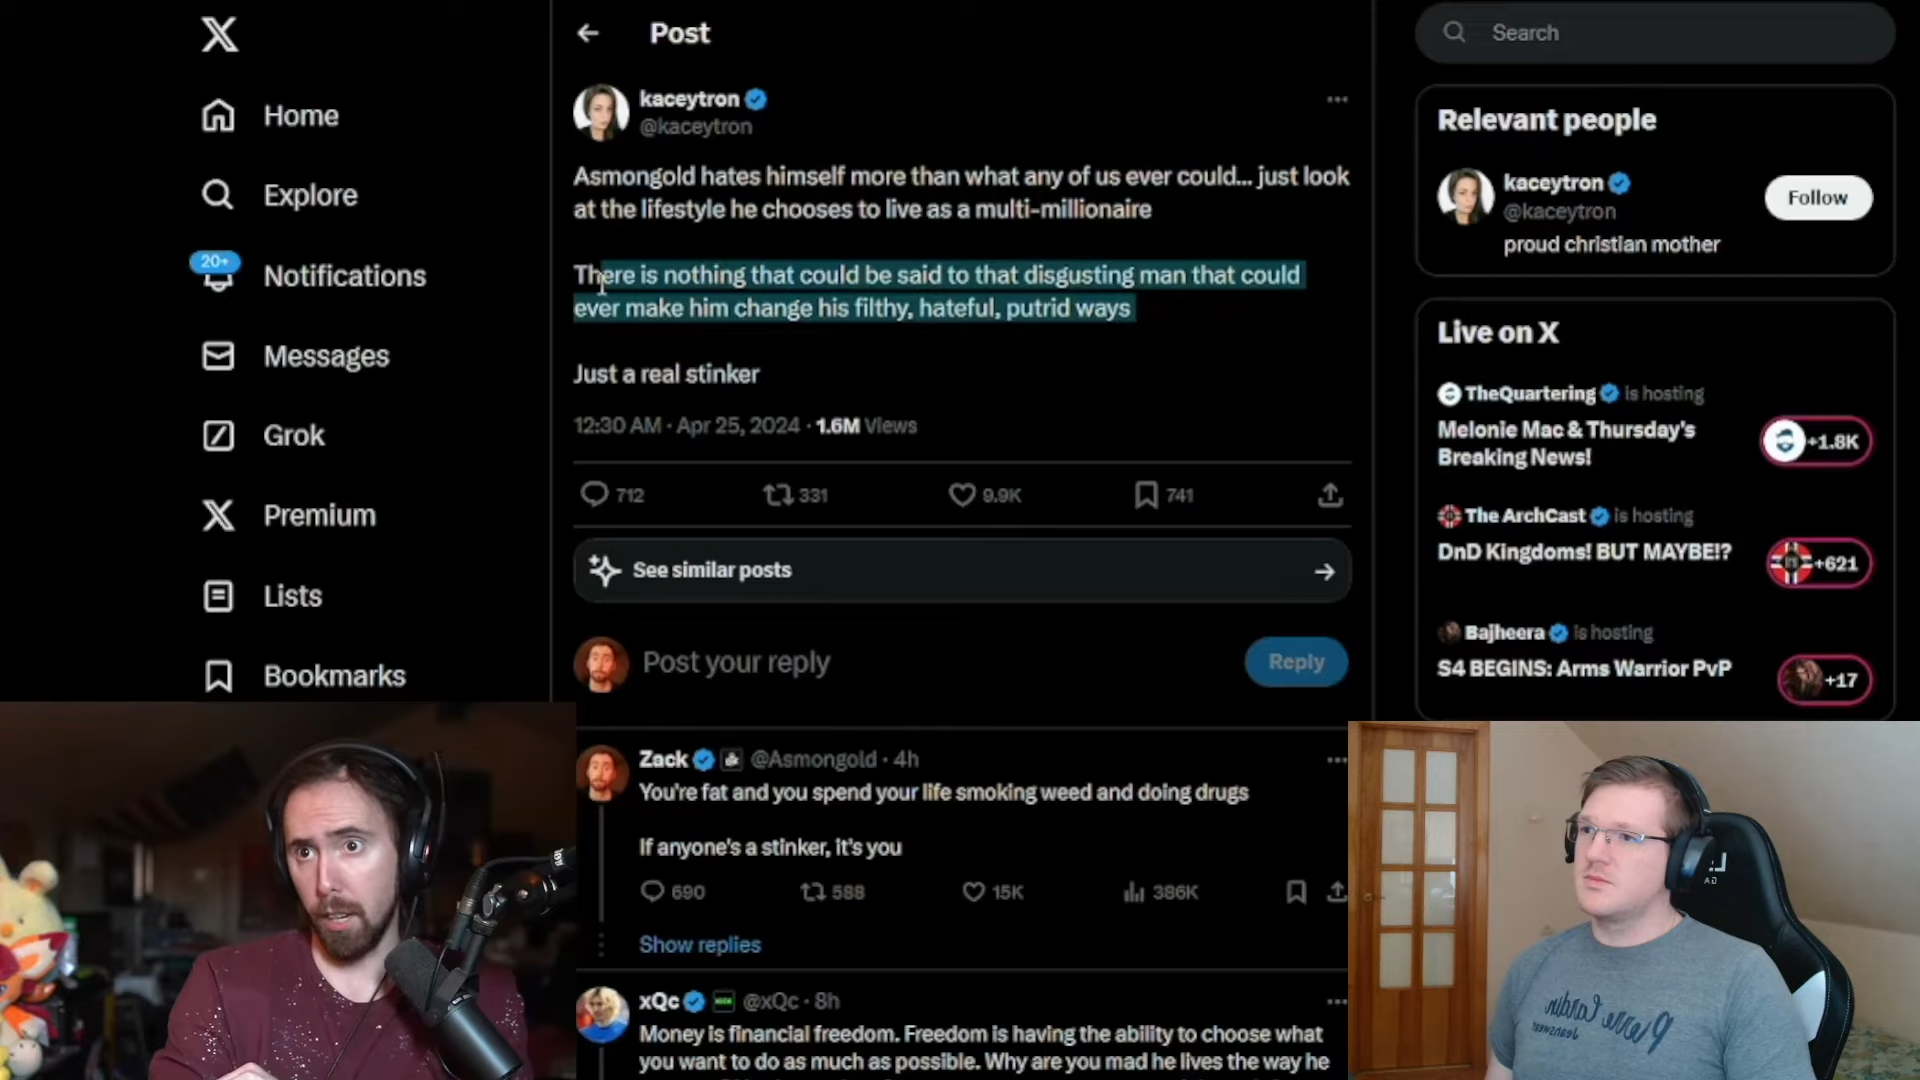 Home
Explore
20+
Notifications
Messages
Grok
Premium
Lists
Bookmarks
Post
kaceytron
@kaceytron
Asmongold hates himself more than what any of us ever could... just look
at the lifestyle he chooses to live as a multi-millionaire
There is nothing that could be said to that disgusting man that could
ever make him change his filthy, hateful, putrid ways
Just a real stinker
12:30 AM · Apr 25, 2024 · 1.6M Views
712
331
9.9K
741
See similar posts
Post your reply
Reply
Zack @Asmongold · 4h
You're fat and you spend your life smoking weed and doing drugs
If anyone's a stinker, it's you
690
588
15K
386K
Show replies
xQc @xQc · 8h
Money is financial freedom. Freedom is having the ability to choose what
you want to do as much as possible. Why are you mad he lives the way he
Search
Relevant people
kaceytron
@kaceytron
Follow
proud christian mother
Live on X
TheQuartering is hosting
Melonie Mac & Thursday's
Breaking News!
+1.8K
The ArchCast is hosting
DnD Kingdoms! BUT MAYBE!?
+621
Bajheera is hosting
S4 BEGINS: Arms Warrior PvP
+17